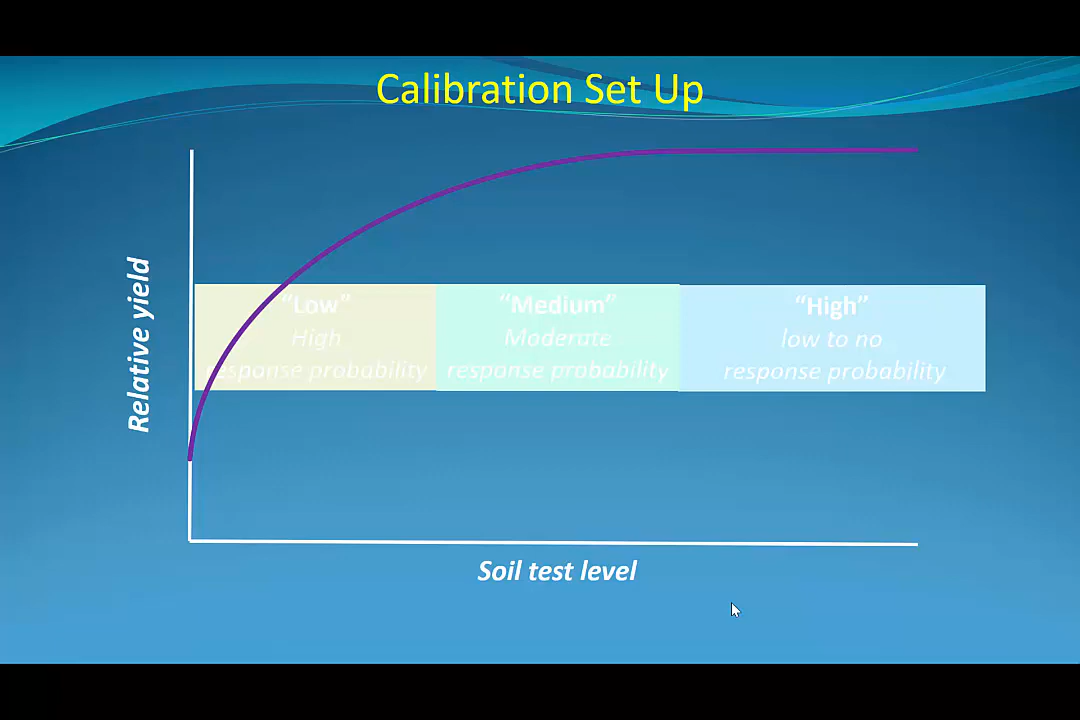 Calibration Set Up
Relative yield
“Low”
High
response probability
“Medium”
Moderate
response probability
“High”
low to no
response probability
Soil test level